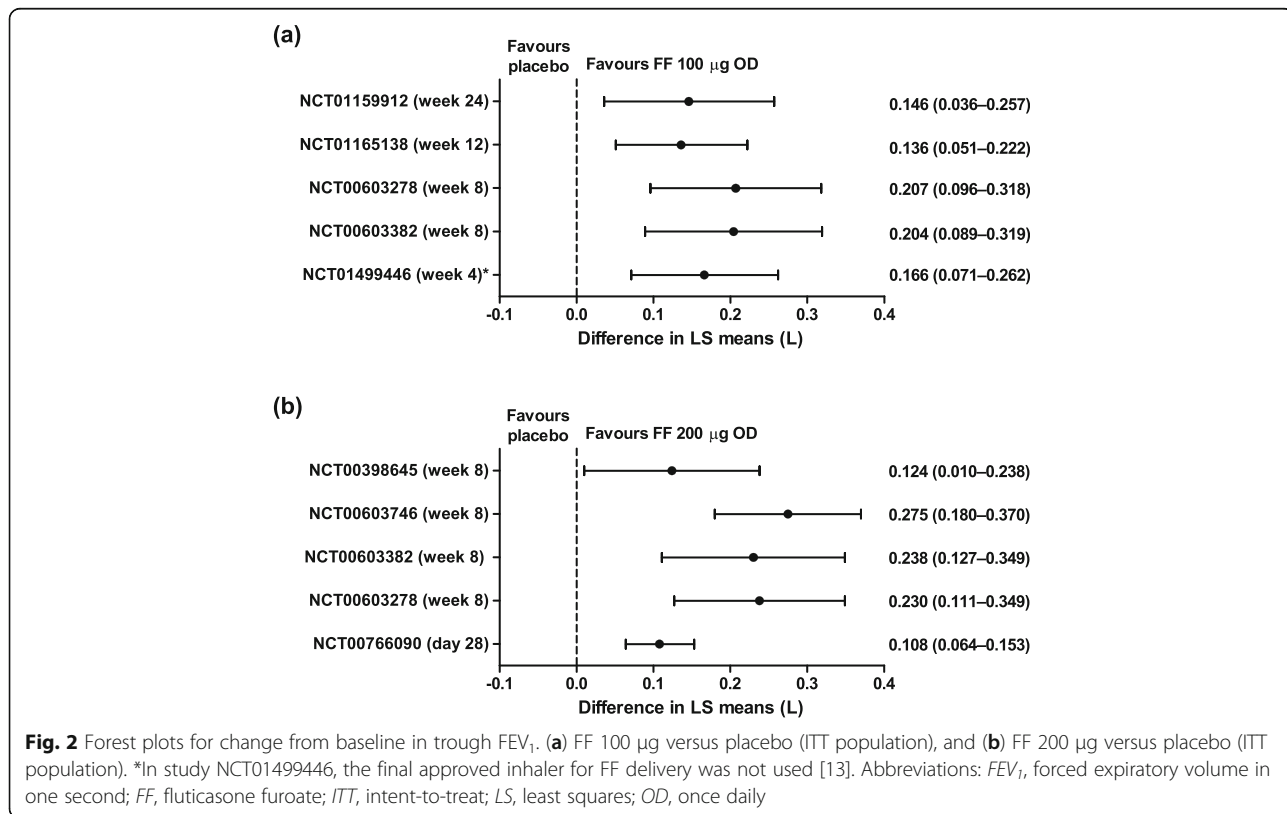 (a)
Favours
placebo
Favours FF 100 μg OD
NCT01159912 (week 24) 0.146 (0.036–0.257)
NCT01165138 (week 12) 0.136 (0.051–0.222)
NCT00603278 (week 8) 0.207 (0.096–0.318)
NCT00603382 (week 8) 0.204 (0.089–0.319)
NCT01499446 (week 4)* 0.166 (0.071–0.262)
-0.1 0.0 0.1 0.2 0.3 0.4
Difference in LS means (L)
(b)
Favours
placebo
Favours FF 200 μg OD
NCT00398645 (week 8) 0.124 (0.010–0.238)
NCT00603746 (week 8) 0.275 (0.180–0.370)
NCT00603382 (week 8) 0.238 (0.127–0.349)
NCT00603278 (week 8) 0.230 (0.111–0.349)
NCT00766090 (day 28) 0.108 (0.064–0.153)
-0.1 0.0 0.1 0.2 0.3 0.4
Difference in LS means (L)
Fig. 2 Forest plots for change from baseline in trough FEV₁. (a) FF 100 μg versus placebo (ITT population), and (b) FF 200 μg versus placebo (ITT
population). *In study NCT01499446, the final approved inhaler for FF delivery was not used [13]. Abbreviations: FEV₁, forced expiratory volume in
one second; FF, fluticasone furoate; ITT, intent-to-treat; LS, least squares; OD, once daily